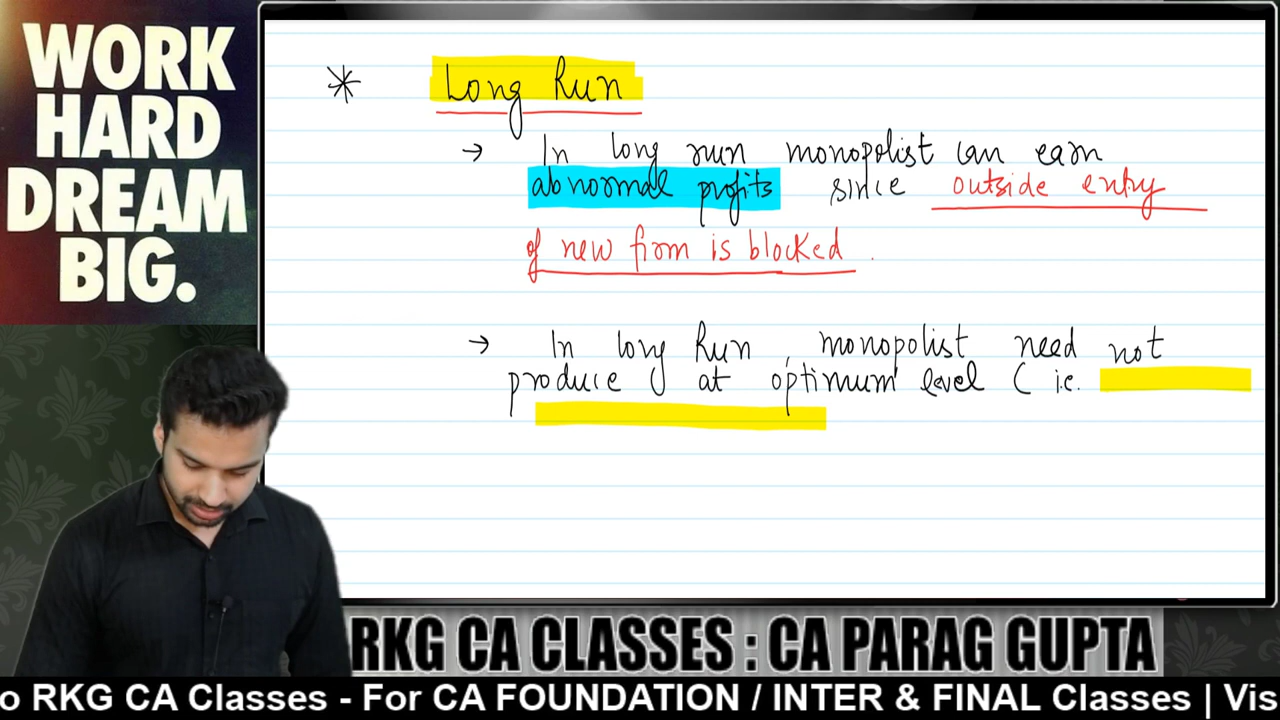 WORK
HARD
DREAM
BIG.
* Long Run
→ In long run monopolist can earn
abnormal profits since outside entry
of new firm is blocked.
→ In long Run, monopolist need not
produce at optimum level ( i.e.
RKG CA CLASSES : CA PARAG GUPTA
o RKG CA Classes - For CA FOUNDATION / INTER & FINAL Classes | Vis